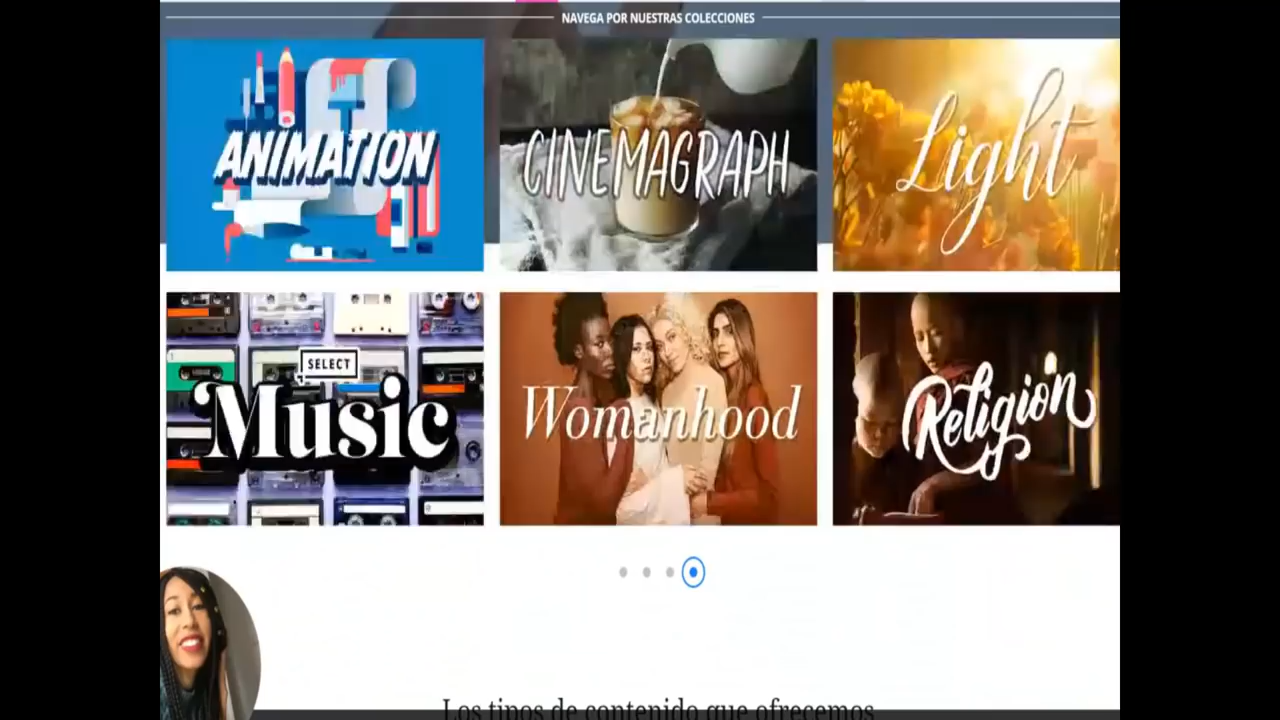 NAVEGA POR NUESTRAS COLECCIONES
ANIMATION
CINEMAGRAPH
Light
SELECT
Music
Womanhood
Religion
Los tipos de contenido que ofrecemos